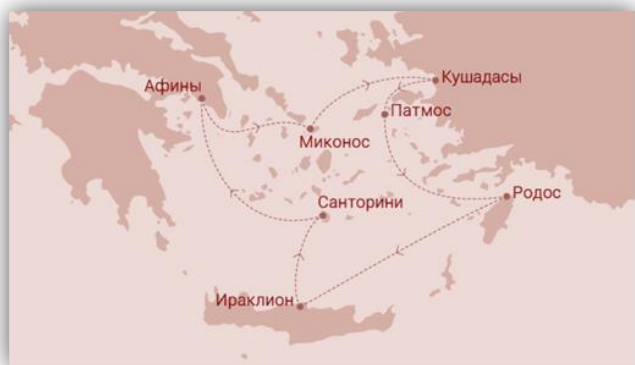 Кушадасы
Афины
Патмос
Миконос
Родос
Санторини
Ираклион